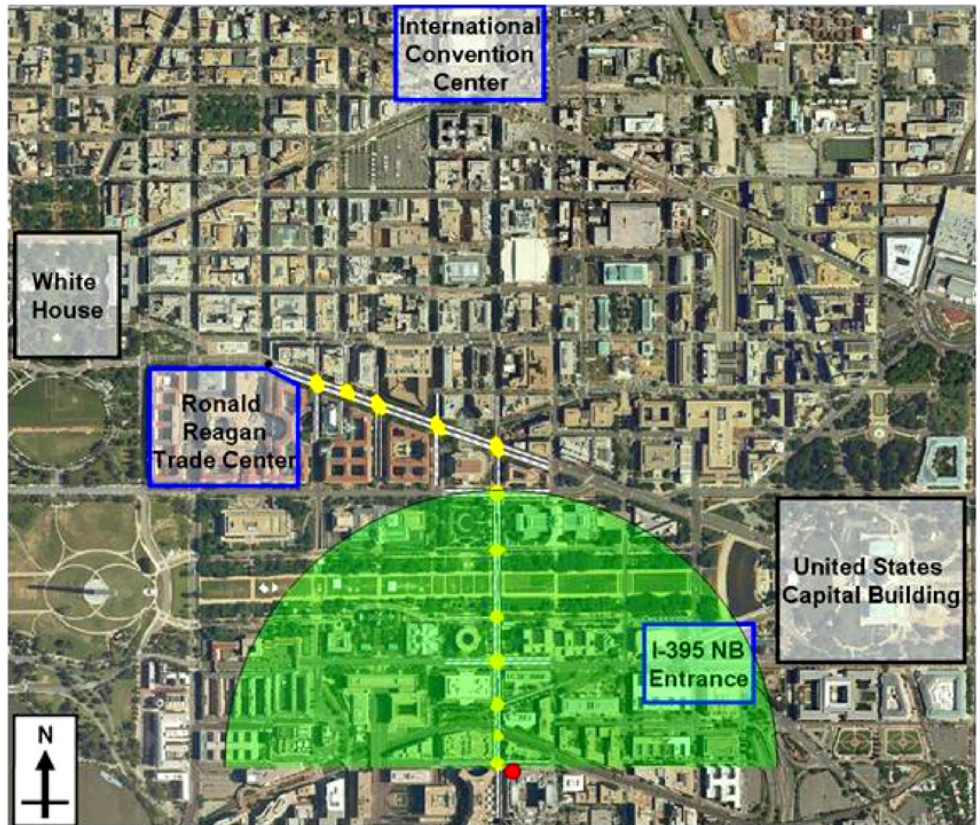 International
Convention
Center
White
House
Ronald
Reagan
Trade Center
United States
Capital Building
I-395 NB
Entrance
N